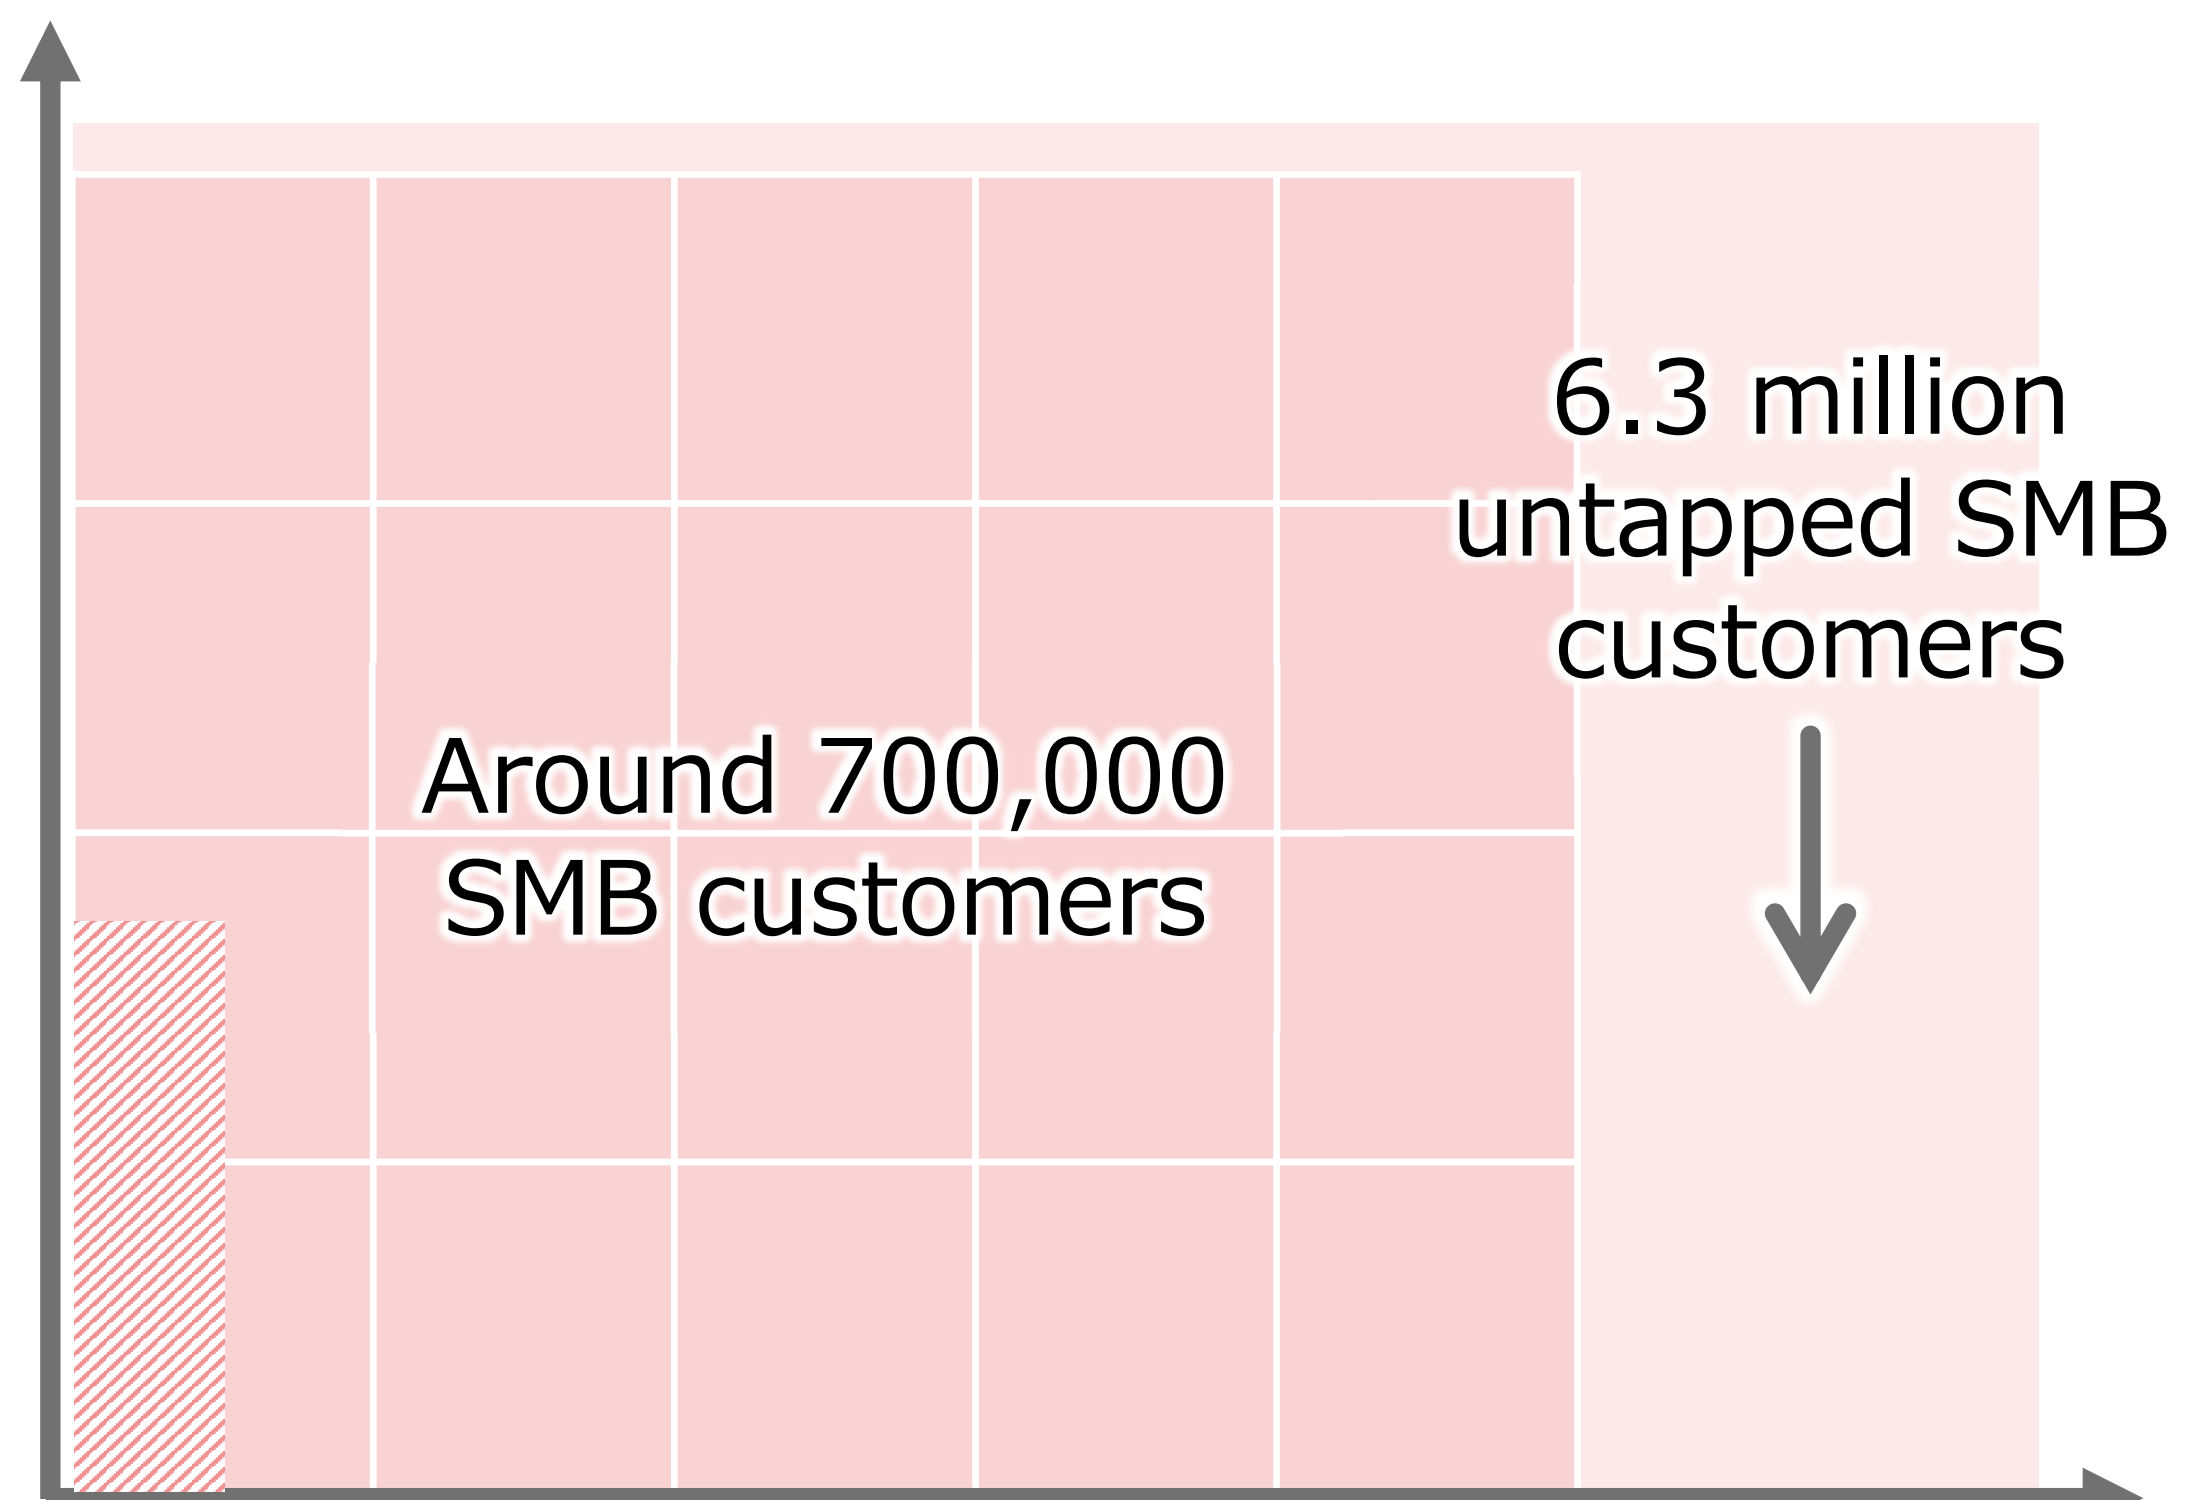 6.3 million
untapped SMB
customers
Around 700,000
SMB customers